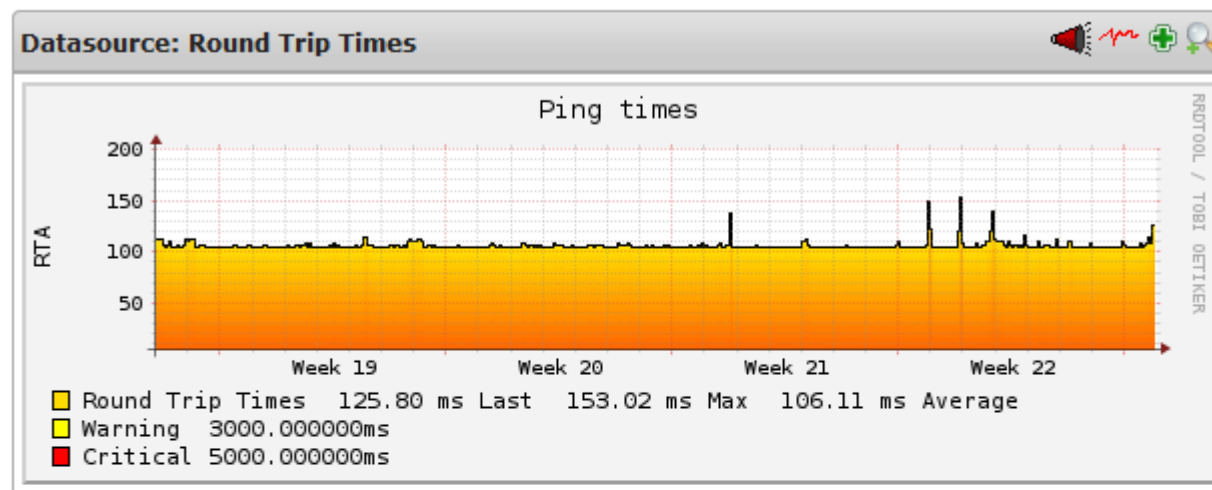 Datasource: Round Trip Times
Ping times
RRDTOOL / TOBI OETIKER
RTA
200
150
100
50
Week 19 Week 20 Week 21 Week 22
Round Trip Times 125.80 ms Last 153.02 ms Max 106.11 ms Average
Warning 3000.000000ms
Critical 5000.000000ms